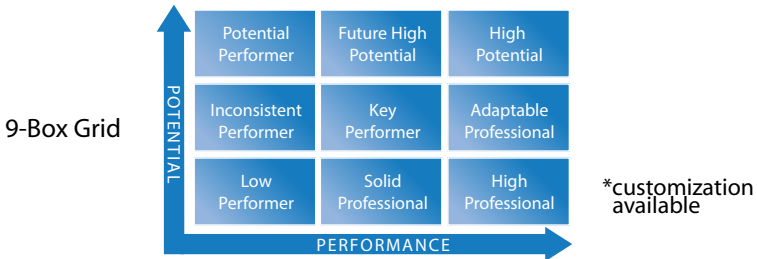 Potential
Performer
Future High
Potential
High
Potential
9-Box Grid
POTENTIAL
Inconsistent
Performer
Key
Performer
Adaptable
Professional
Low
Performer
Solid
Professional
High
Professional
*customization
available
PERFORMANCE